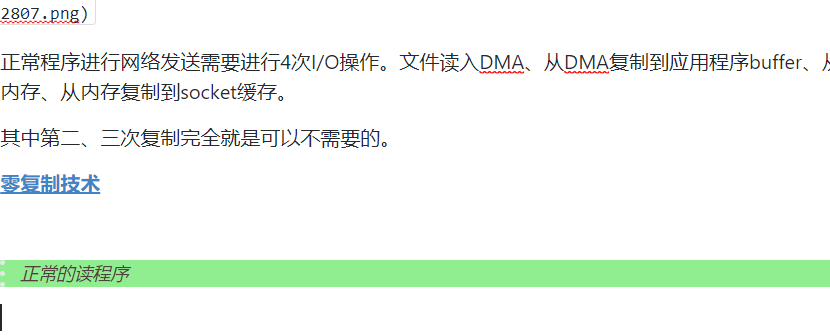 2807.png)
正常程序进行网络发送需要进行4次I/O操作。文件读入DMA、从DMA复制到应用程序buffer、
内存、从内存复制到socket缓存。
其中第二、三次复制完全就是可以不需要的。
零复制技术
正常的读程序